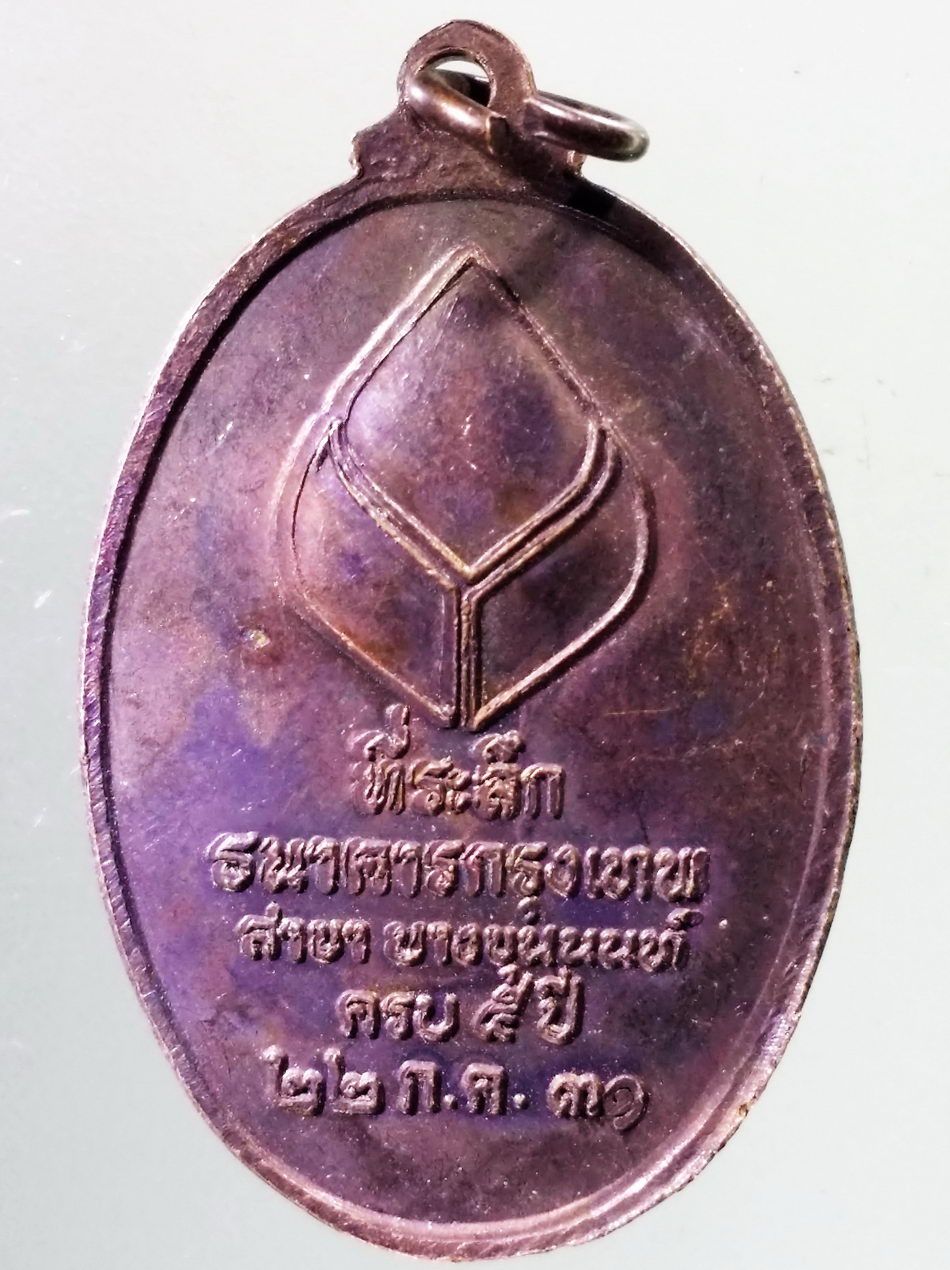 ที่ระลึก
ธนาคารกรุงเทพ
สาขา บางขุนนนท์
ครบ ๕ ปี
๒๒ ก.ค. ๓๑